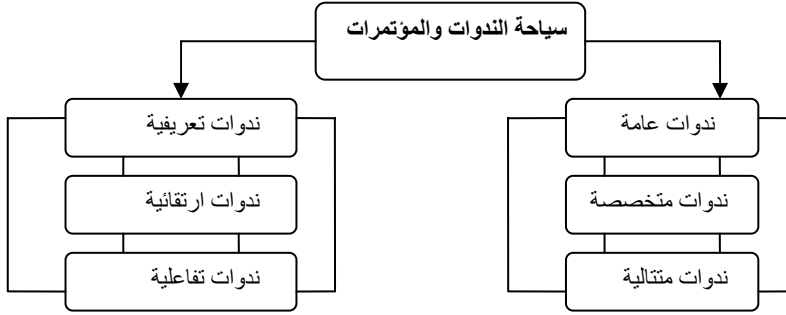 سياحة الندوات والمؤتمرات
ندوات عامة
ندوات متخصصة
ندوات متتالية
ندوات تعريفية
ندوات ارتقائية
ندوات تفاعلية